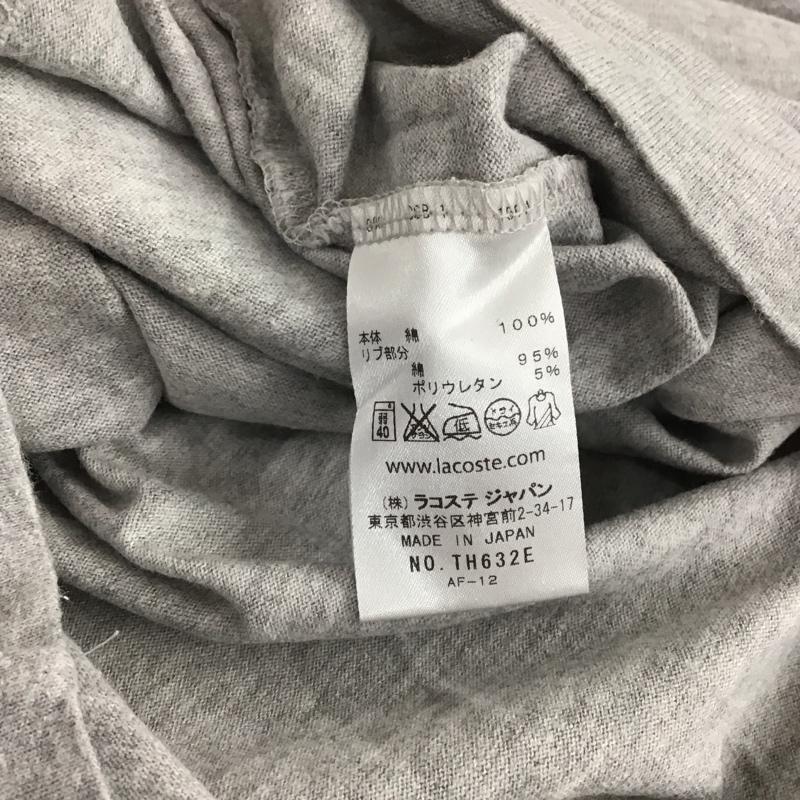 本体 綿 100%
リブ部分
綿 95%
ポリウレタン 5%
弱 40 低
www.lacoste.com
(株) ラコステ ジャパン
東京都渋谷区神宮前2-34-17
MADE IN JAPAN
NO. TH632E
AF-12